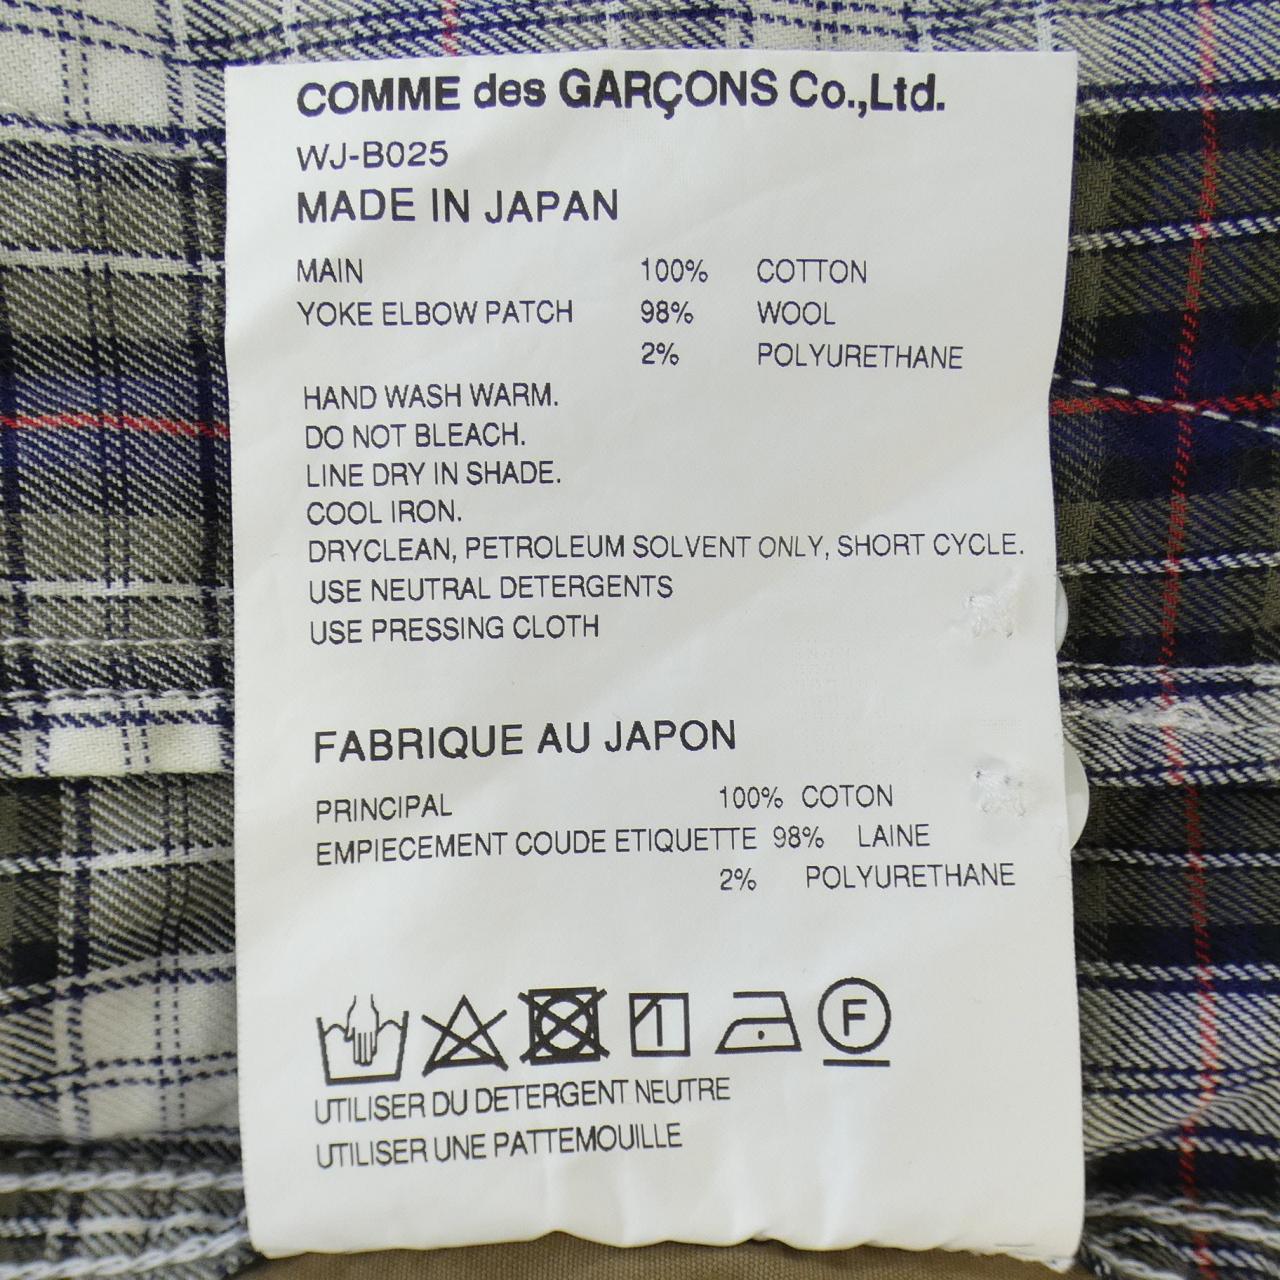 COMME des GARÇONS Co.,Ltd.
WJ-B025
MADE IN JAPAN
MAIN 100% COTTON
YOKE ELBOW PATCH 98% WOOL
2% POLYURETHANE
HAND WASH WARM.
DO NOT BLEACH.
LINE DRY IN SHADE.
COOL IRON.
DRYCLEAN, PETROLEUM SOLVENT ONLY, SHORT CYCLE.
USE NEUTRAL DETERGENTS
USE PRESSING CLOTH
FABRIQUE AU JAPON
PRINCIPAL 100% COTON
EMPIECEMENT COUDE ETIQUETTE 98% LAINE
2% POLYURETHANE
F
UTILISER DU DETERGENT NEUTRE
UTILISER UNE PATTEMOUILLE